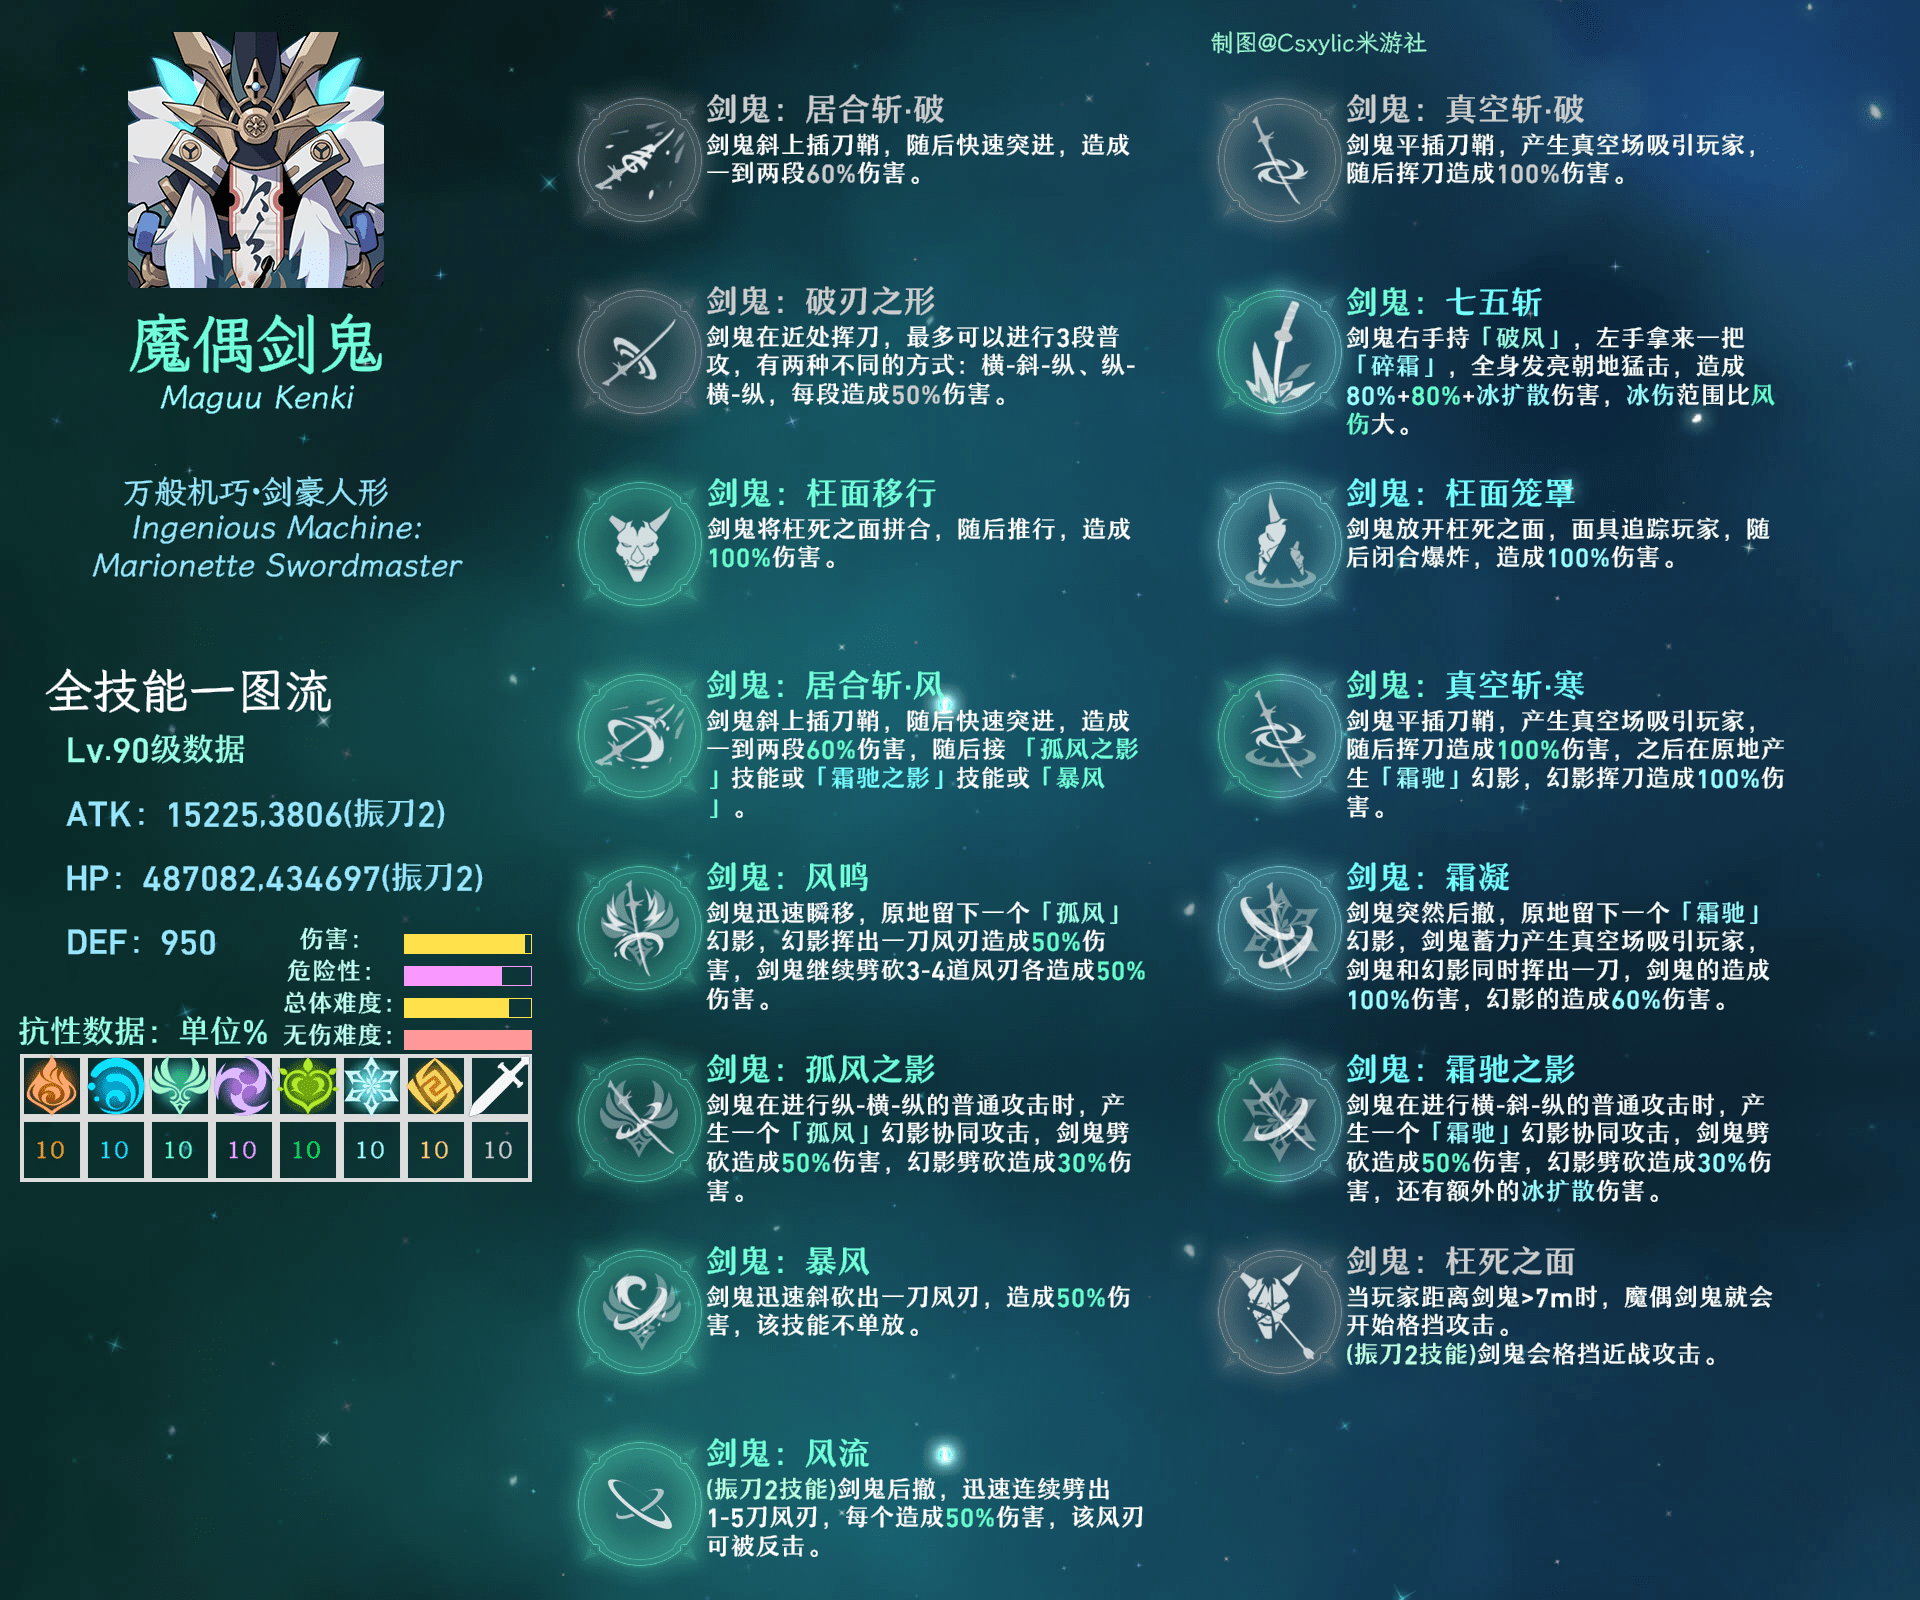 制图@Csxylic米游社
魔偶剑鬼
Maguu Kenki
万般机巧·剑豪人形
Ingenious Machine:
Marionette Swordmaster
全技能一图流
Lv.90级数据
ATK：15225,3806(振刀2)
HP：487082,434697(振刀2)
DEF：950
伤害：
危险性：
总体难度：
无伤难度：
抗性数据：单位%
10 10 10 10 10 10 10 10
剑鬼：居合斩·破
剑鬼斜上插刀鞘，随后快速突进，造成
一到两段60%伤害。
剑鬼：真空斩·破
剑鬼平插刀鞘，产生真空场吸引玩家，
随后挥刀造成100%伤害。
剑鬼：破刃之形
剑鬼在近处挥刀，最多可以进行3段普
攻，有两种不同的方式：横-斜-纵、纵-
横-纵，每段造成50%伤害。
剑鬼：七五斩
剑鬼右手持「破风」，左手拿来一把
「碎霜」，全身发亮朝地猛击，造成
80%+80%+冰扩散伤害，冰伤范围比风
伤大。
剑鬼：枉面移行
剑鬼将枉死之面拼合，随后推行，造成
100%伤害。
剑鬼：枉面笼罩
剑鬼放开枉死之面，面具追踪玩家，随
后闭合爆炸，造成100%伤害。
剑鬼：居合斩·风
剑鬼斜上插刀鞘，随后快速突进，造成
一到两段60%伤害，随后接「孤风之影
」技能或「霜驰之影」技能或「暴风
」。
剑鬼：真空斩·寒
剑鬼平插刀鞘，产生真空场吸引玩家，
随后挥刀造成100%伤害，之后在原地产
生「霜驰」幻影，幻影挥刀造成100%伤
害。
剑鬼：风鸣
剑鬼迅速瞬移，原地留下一个「孤风」
幻影，幻影挥出一刀风刃造成50%伤
害，剑鬼继续劈砍3-4道风刃各造成50%
伤害。
剑鬼：霜凝
剑鬼突然后撤，原地留下一个「霜驰」
幻影，剑鬼蓄力产生真空场吸引玩家，
剑鬼和幻影同时挥出一刀，剑鬼的造成
100%伤害，幻影的造成60%伤害。
剑鬼：孤风之影
剑鬼在进行纵-横-纵的普通攻击时，产
生一个「孤风」幻影协同攻击，剑鬼劈
砍造成50%伤害，幻影劈砍造成30%伤
害。
剑鬼：霜驰之影
剑鬼在进行横-斜-纵的普通攻击时，产
生一个「霜驰」幻影协同攻击，剑鬼劈
砍造成50%伤害，幻影劈砍造成30%伤
害，还有额外的冰扩散伤害。
剑鬼：暴风
剑鬼迅速斜砍出一刀风刃，造成50%伤
害，该技能不单放。
剑鬼：枉死之面
当玩家距离剑鬼>7m时，魔偶剑鬼就会
开始格挡攻击。
(振刀2技能)剑鬼会格挡近战攻击。
剑鬼：风流
(振刀2技能)剑鬼后撤，迅速连续劈出
1-5刀风刃，每个造成50%伤害，该风刃
可被反击。